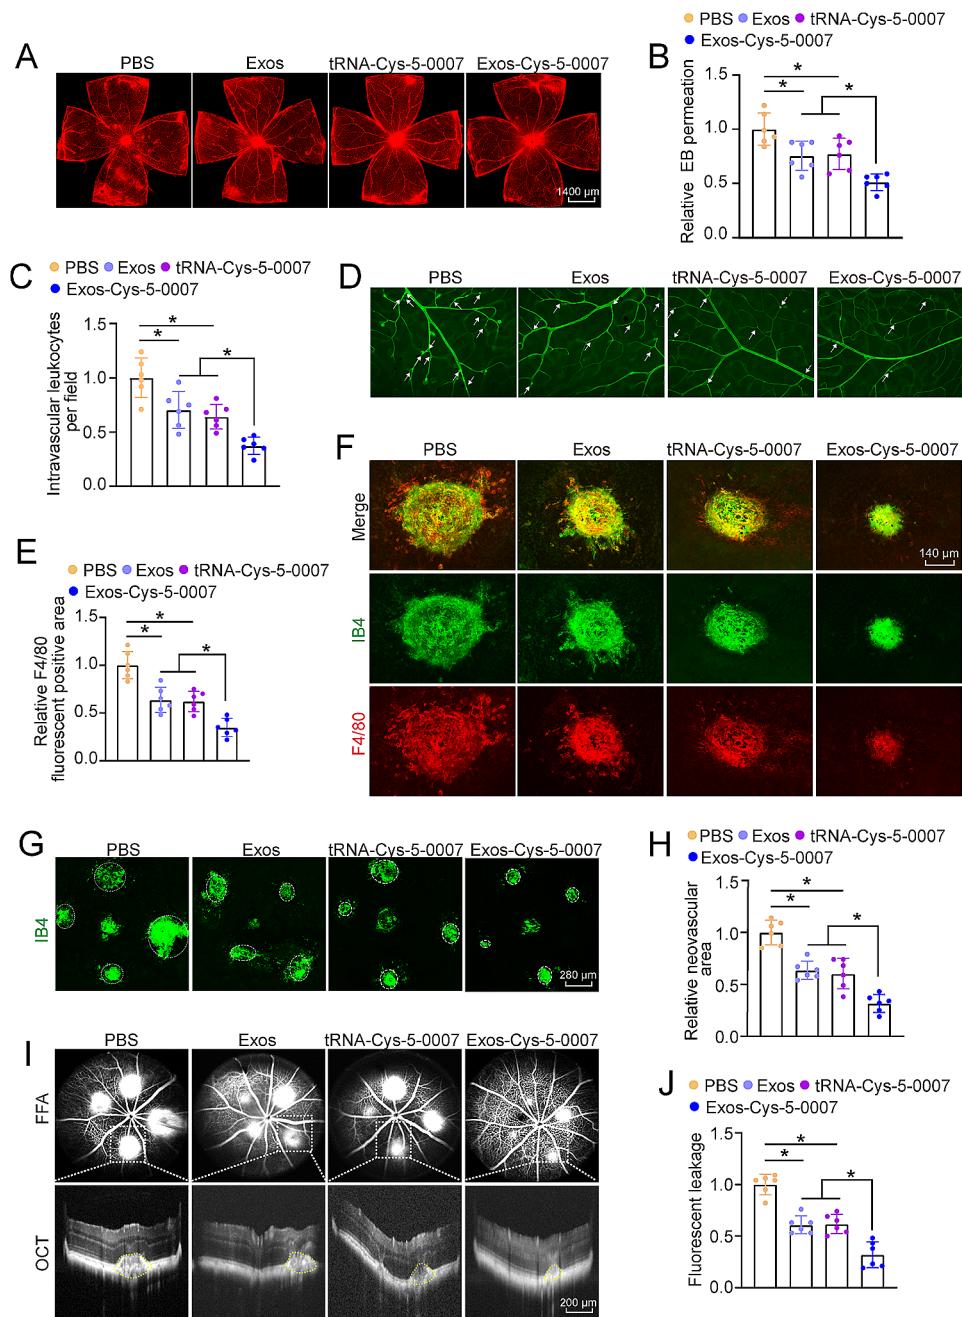 A
PBS Exos tRNA-Cys-5-0007 Exos-Cys-5-0007
1400 µm
B
PBS Exos tRNA-Cys-5-0007
Exos-Cys-5-0007
Relative EB permeation
1.5
1.0
0.5
0.0
* * *
C
PBS Exos tRNA-Cys-5-0007
Exos-Cys-5-0007
Intravascular leukocytes
per field
1.5
1.0
0.5
0.0
* * *
D
PBS Exos tRNA-Cys-5-0007 Exos-Cys-5-0007
E
PBS Exos tRNA-Cys-5-0007
Exos-Cys-5-0007
Relative F4/80
fluorescent positive area
1.5
1.0
0.5
0.0
* * *
F
PBS Exos tRNA-Cys-5-0007 Exos-Cys-5-0007
Merge
140 µm
IB4
F4/80
G
PBS Exos tRNA-Cys-5-0007 Exos-Cys-5-0007
IB4
280 µm
H
PBS Exos tRNA-Cys-5-0007
Exos-Cys-5-0007
Relative neovascular
area
1.5
1.0
0.5
0.0
* * *
I
PBS Exos tRNA-Cys-5-0007 Exos-Cys-5-0007
FFA
OCT
200 µm
J
PBS Exos tRNA-Cys-5-0007
Exos-Cys-5-0007
Fluorescent leakage
1.5
1.0
0.5
0.0
* * *